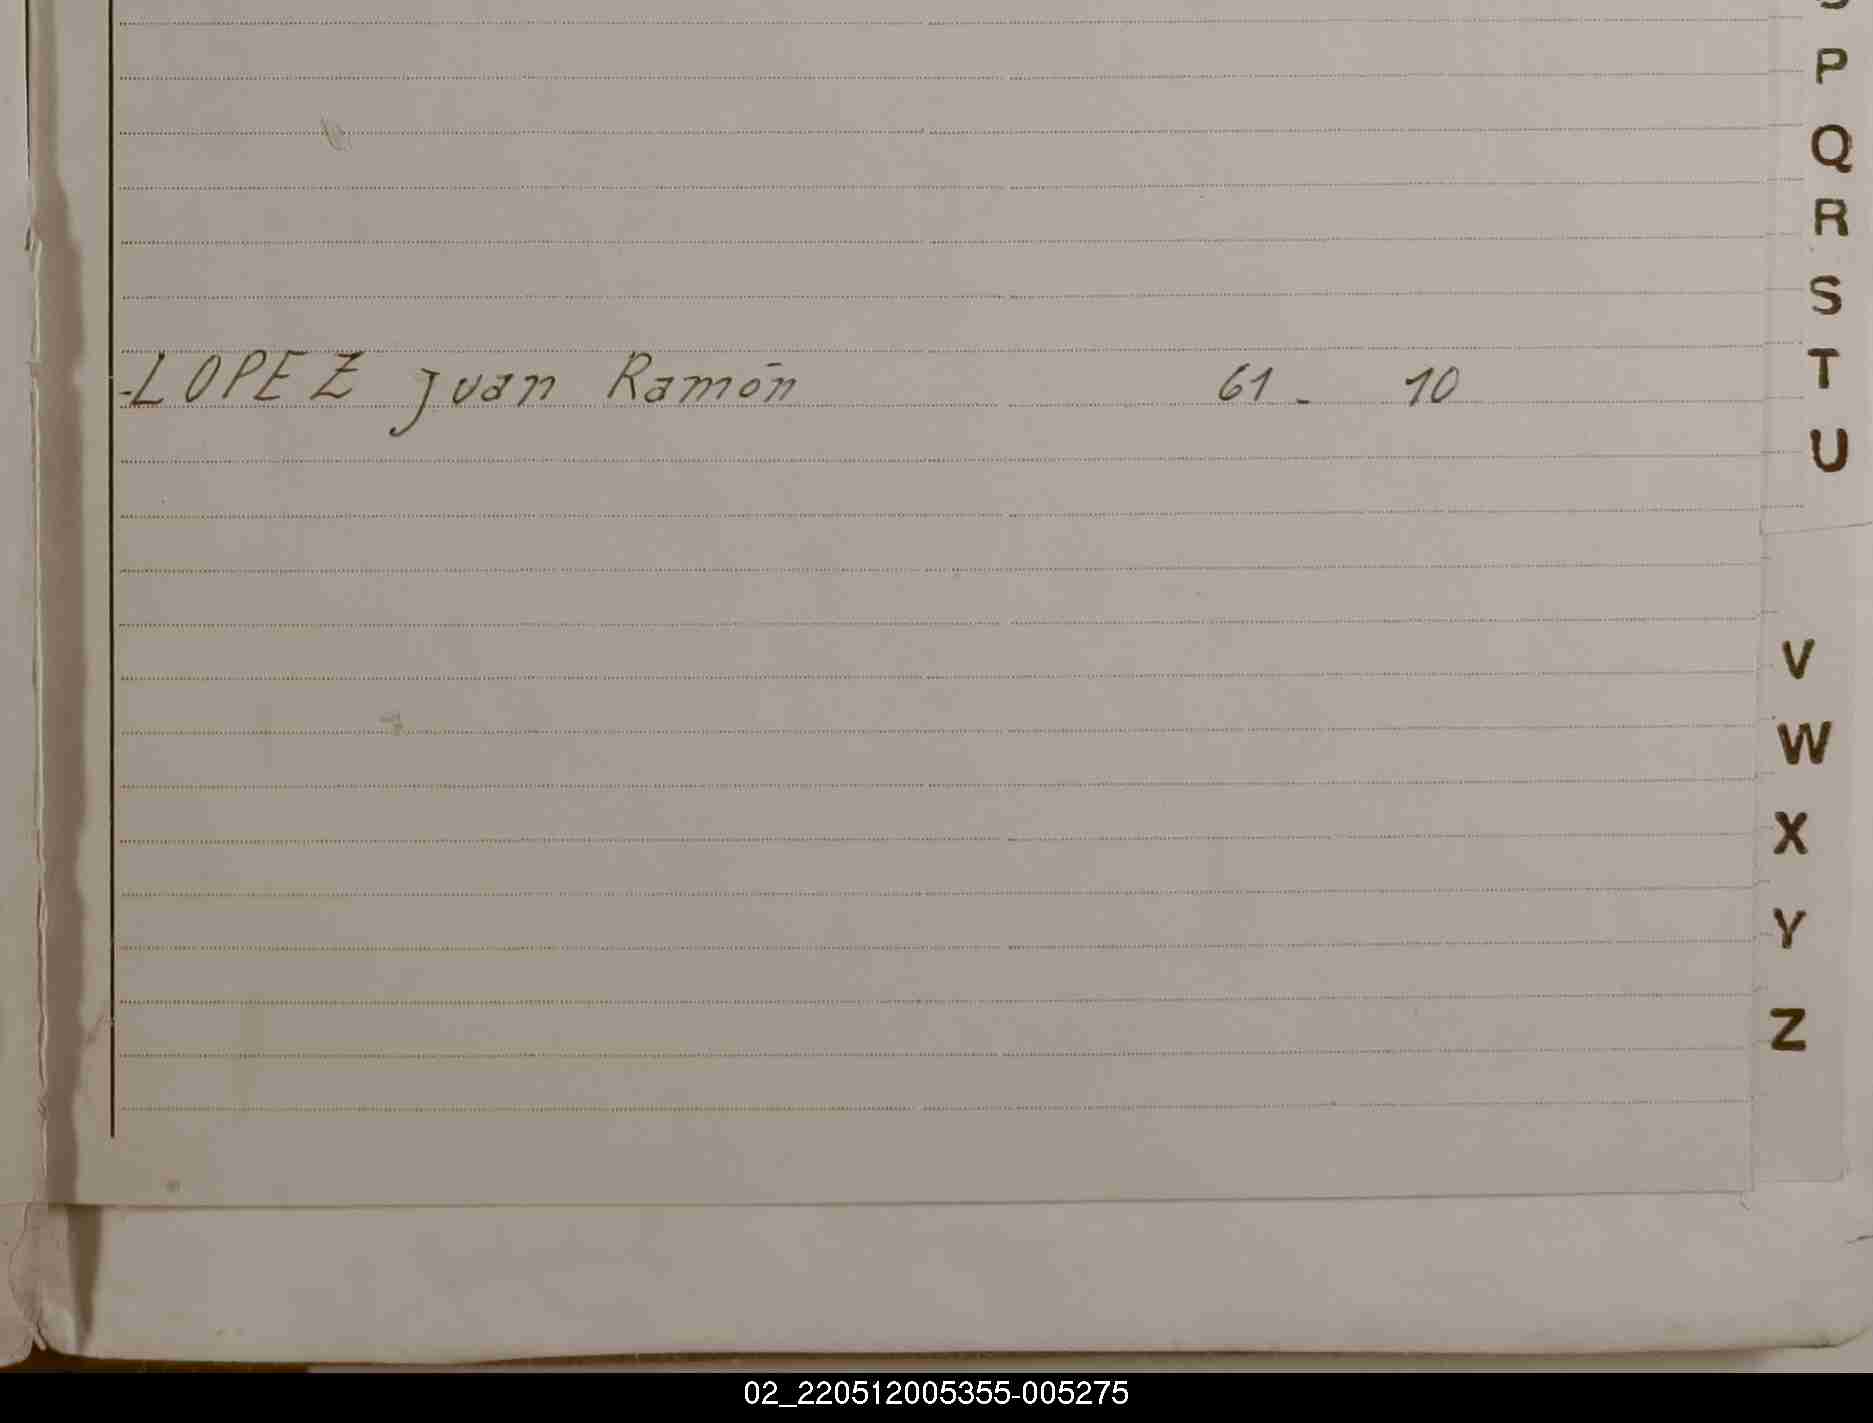 P
Q
R
S
-LOPEZ Juan Ramón 61 - 10
T
U
V
W
X
Y
Z
02_220512005355-005275